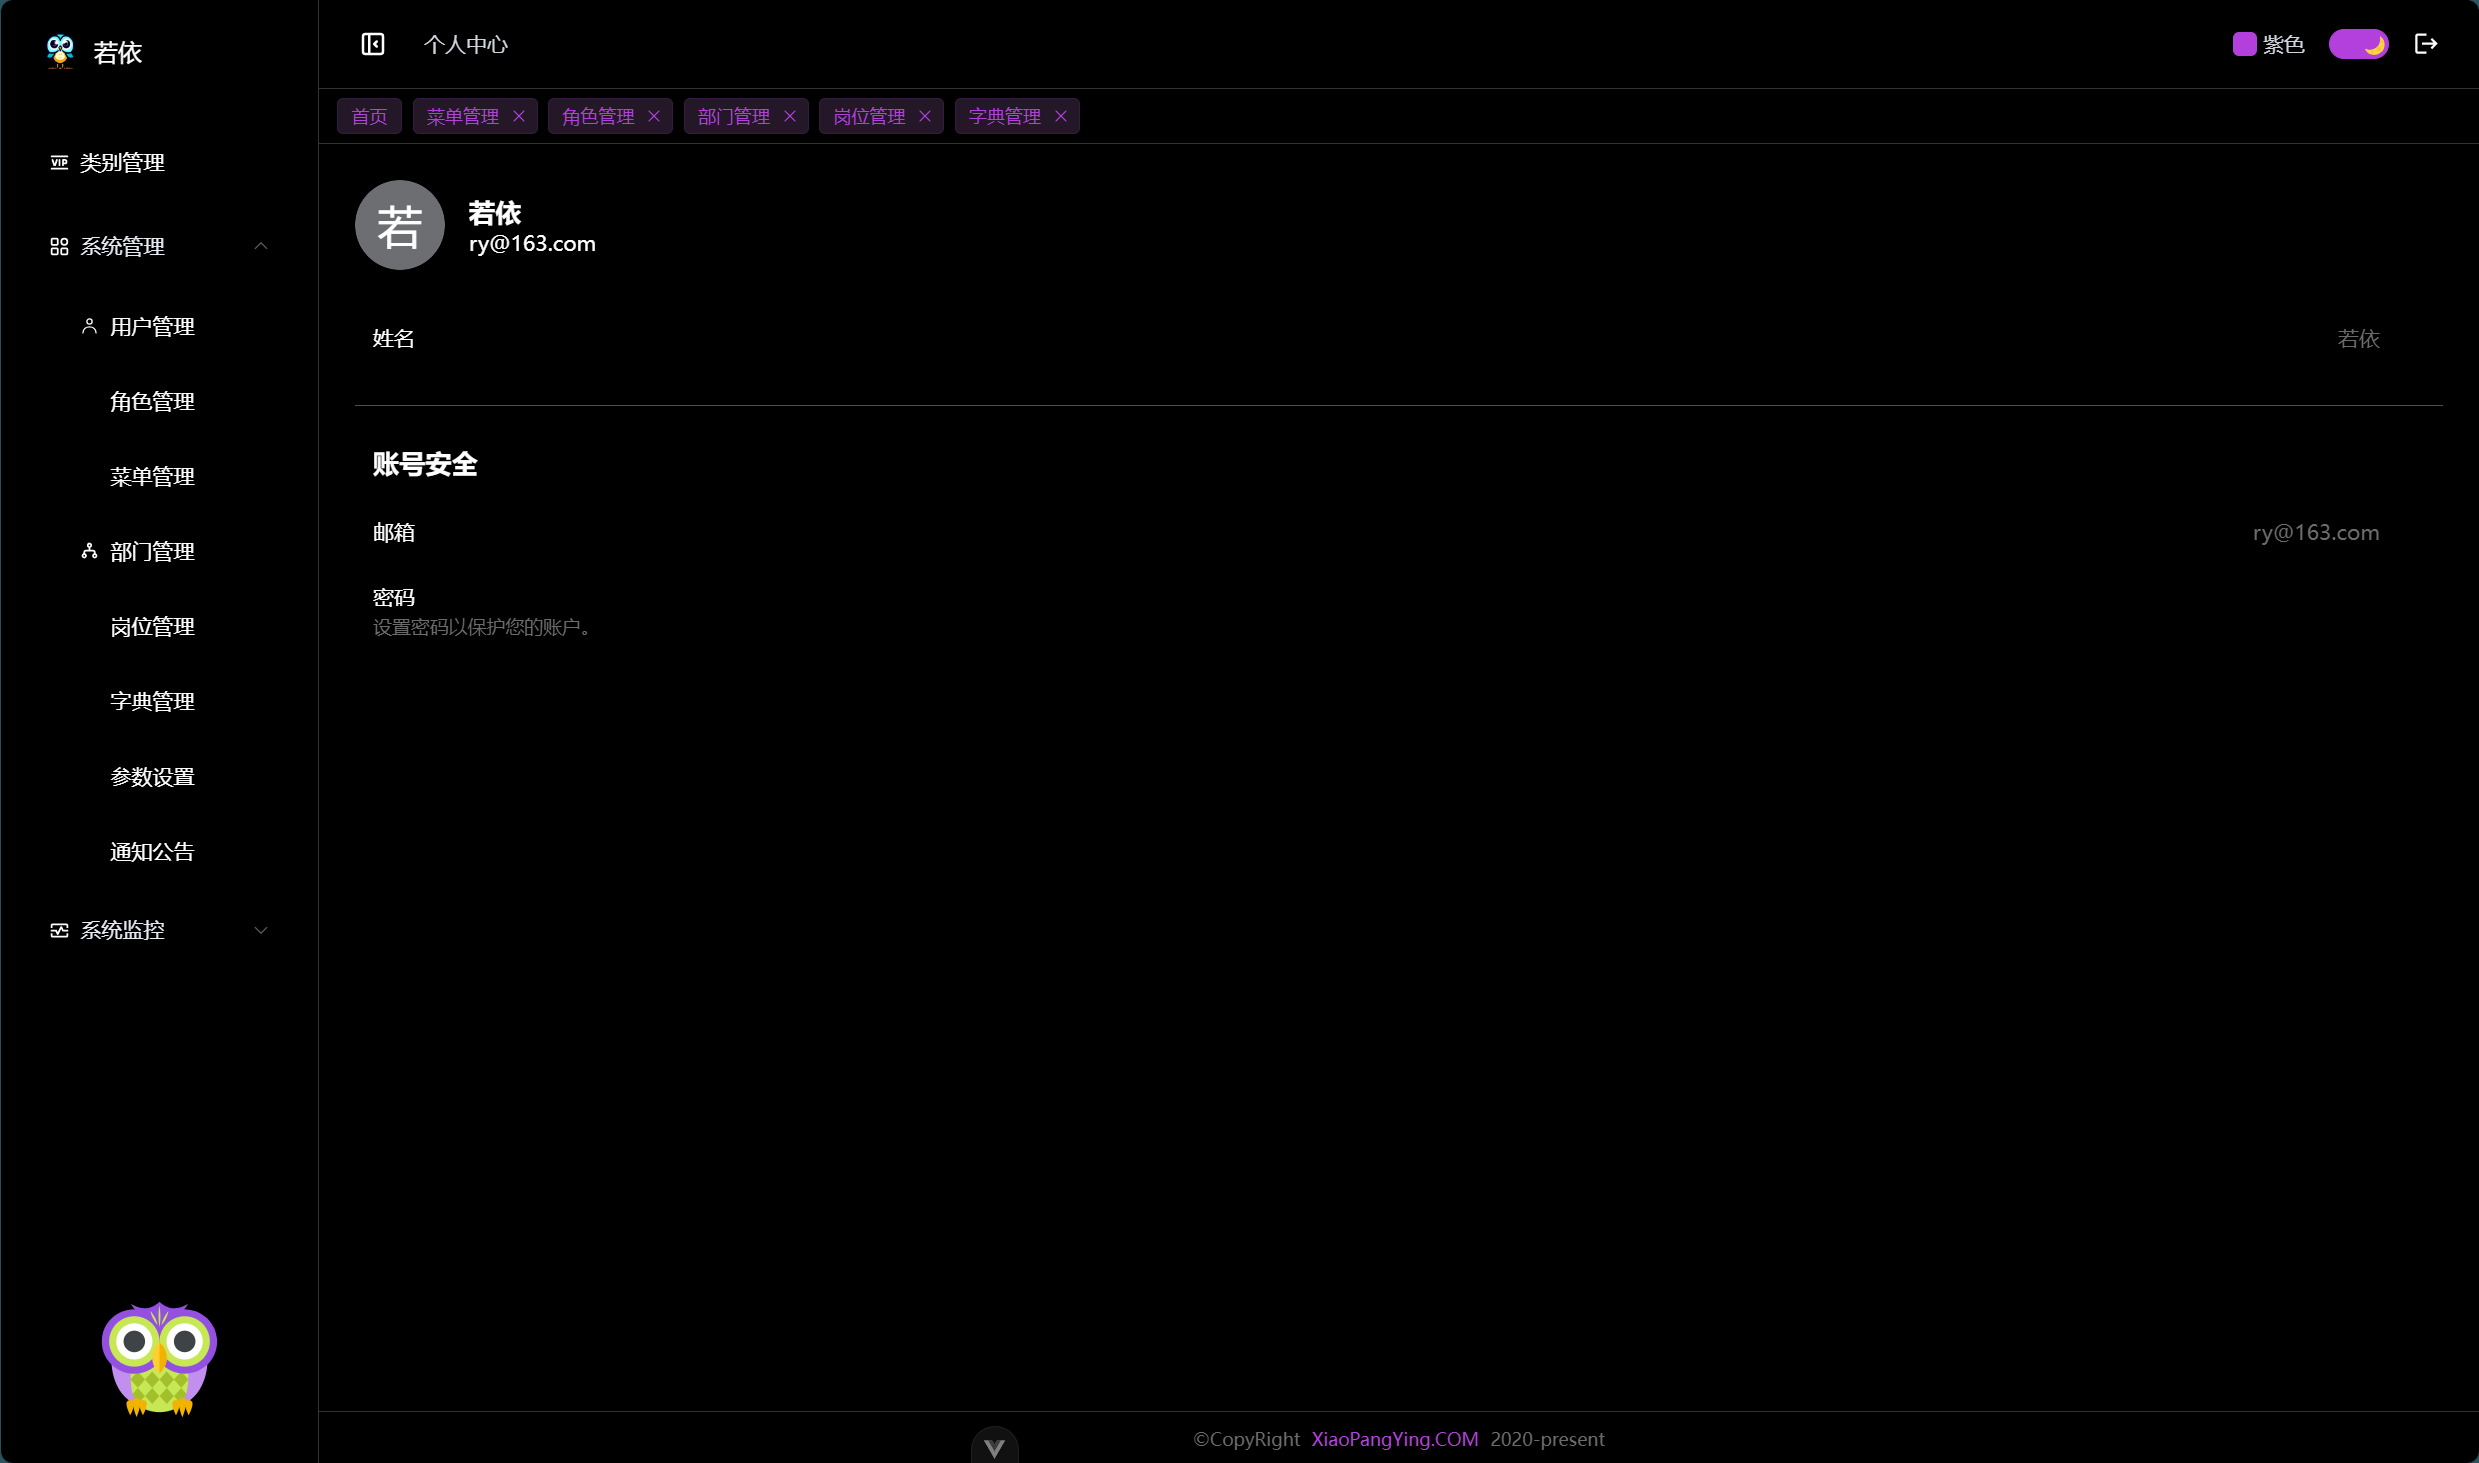 若依
类别管理
系统管理
用户管理
角色管理
菜单管理
部门管理
岗位管理
字典管理
参数设置
通知公告
系统监控
个人中心
紫色
首页 菜单管理 角色管理 部门管理 岗位管理 字典管理
若
若依
ry@163.com
姓名 若依
账号安全
邮箱 ry@163.com
密码
设置密码以保护您的账户。
©CopyRight XiaoPangYing.COM 2020-present